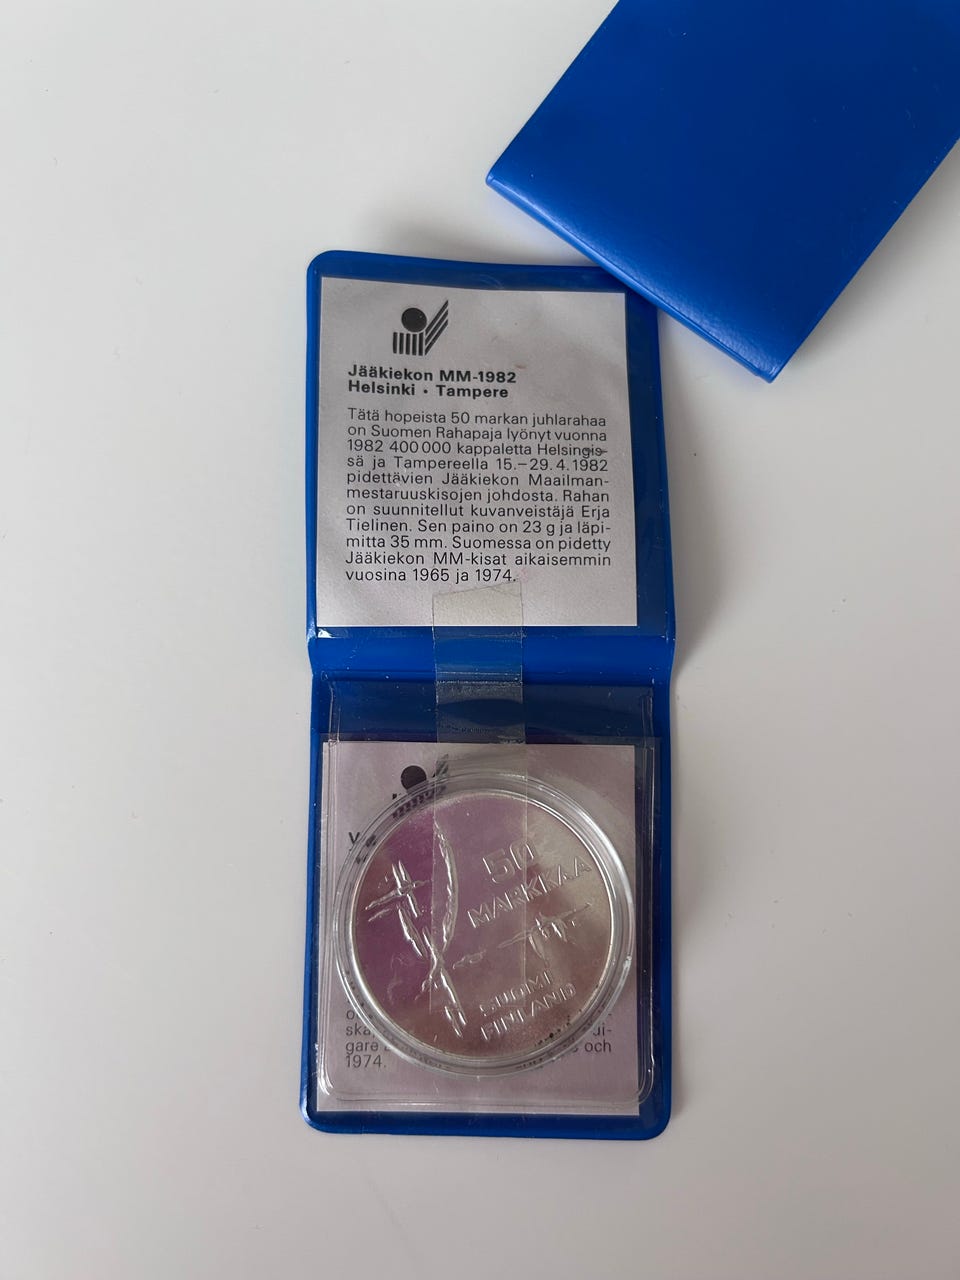 Jääkiekon MM-1982
Helsinki • Tampere
Tätä hopeista 50 markan juhlarahaa
on Suomen Rahapaja lyönyt vuonna
1982 400 000 kappaletta Helsingis-
sä ja Tampereella 15.–29.4.1982
pidettävien Jääkiekon Maailman-
mestaruuskisojen johdosta. Rahan
on suunnitellut kuvanveistäjä Erja
Tielinen. Sen paino on 23 g ja läpi-
mitta 35 mm. Suomessa on pidetty
Jääkiekon MM-kisat aikaisemmin
vuosina 1965 ja 1974.
50
MARKKAA
SUOMI
FINLAND
och
1974.